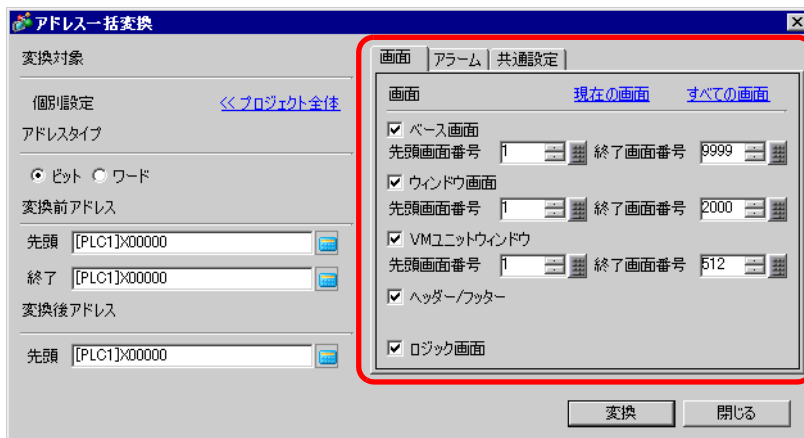 アドレス一括変換
変換対象
個別設定 << プロジェクト全体
アドレスタイプ
ビット ワード
変換前アドレス
先頭 [PLC1]X00000
終了 [PLC1]X00000
変換後アドレス
先頭 [PLC1]X00000
画面 アラーム 共通設定
画面 現在の画面 すべての画面
ベース画面
先頭画面番号 1 終了画面番号 9999
ウィンドウ画面
先頭画面番号 1 終了画面番号 2000
VMユニットウィンドウ
先頭画面番号 1 終了画面番号 512
ヘッダー/フッター
ロジック画面
変換 閉じる